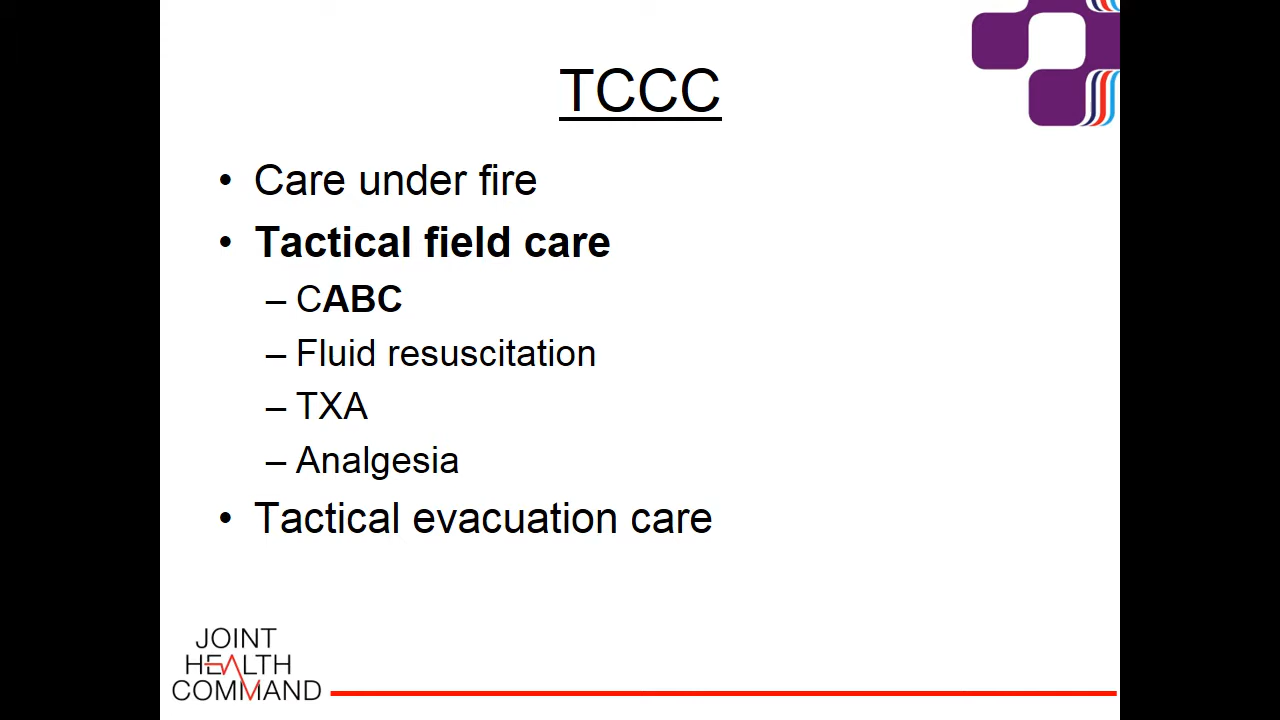 TCCC
• Care under fire
• Tactical field care
– CABC
– Fluid resuscitation
– TXA
– Analgesia
• Tactical evacuation care
JOINT
HEALTH
COMMAND